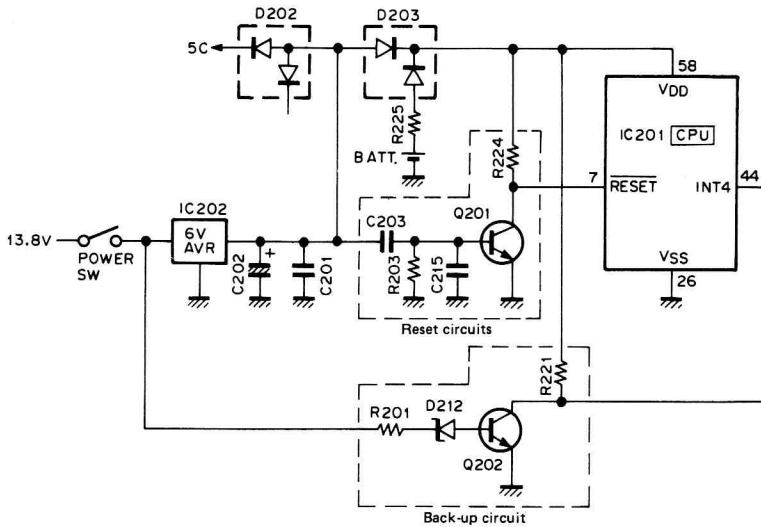 D202
D203
5C
58
VDD
R225
BATT.
R224
IC201 CPU
7
RESET
INT4
44
C203
Q201
IC202
6V
AVR
13.8V
POWER
SW
C202
+
C201
R203
C215
VSS
26
Reset circuits
R221
R201
D212
Q202
Back-up circuit